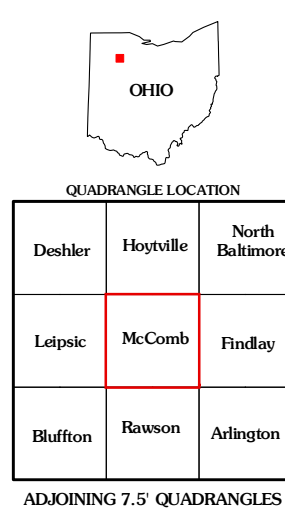 OHIO
QUADRANGLE LOCATION
Deshler Hoytville North Baltimore
Leipsic McComb Findlay
Bluffton Rawson Arlington
ADJOINING 7.5' QUADRANGLES